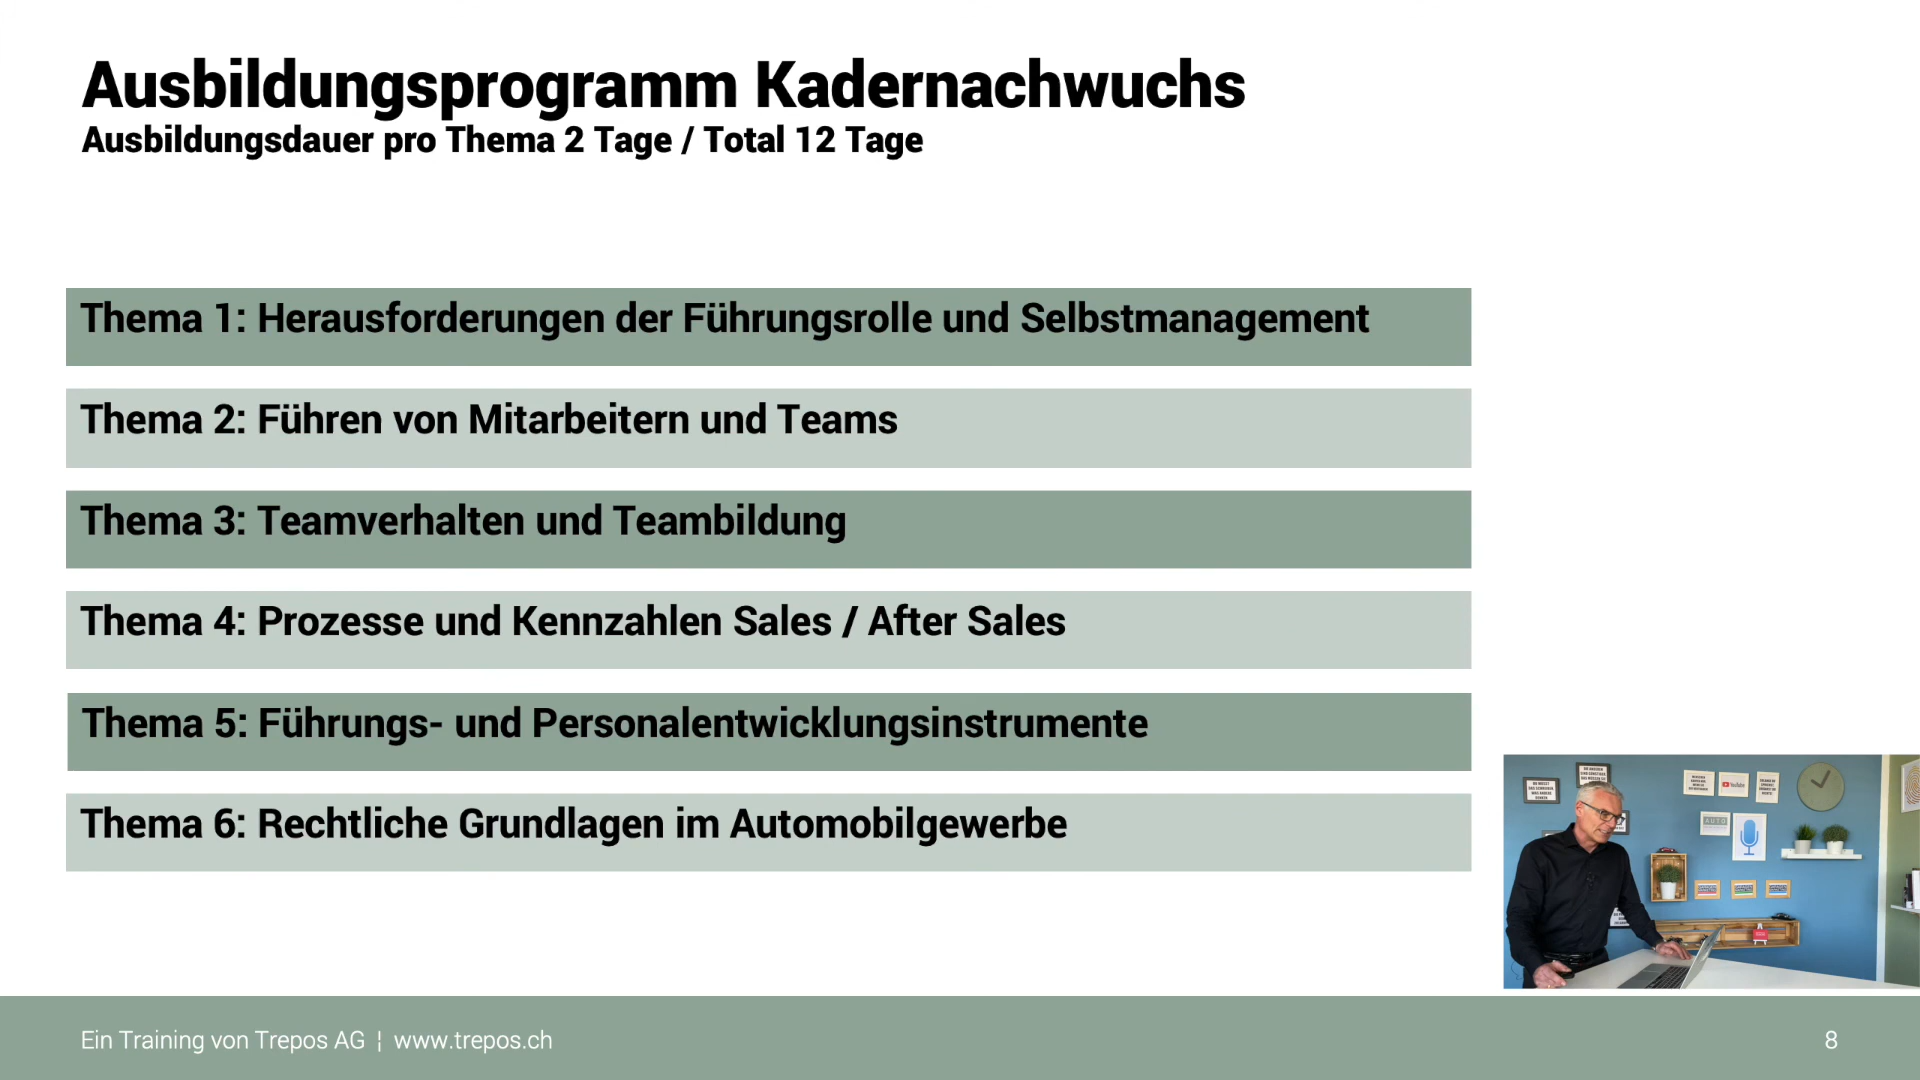 Ausbildungsprogramm Kadernachwuchs
Ausbildungsdauer pro Thema 2 Tage / Total 12 Tage
Thema 1: Herausforderungen der Führungsrolle und Selbstmanagement
Thema 2: Führen von Mitarbeitern und Teams
Thema 3: Teamverhalten und Teambildung
Thema 4: Prozesse und Kennzahlen Sales / After Sales
Thema 5: Führungs- und Personalentwicklungsinstrumente
Thema 6: Rechtliche Grundlagen im Automobilgewerbe
YouTube
AUTO
Ein Training von Trepos AG ¦ www.trepos.ch
8